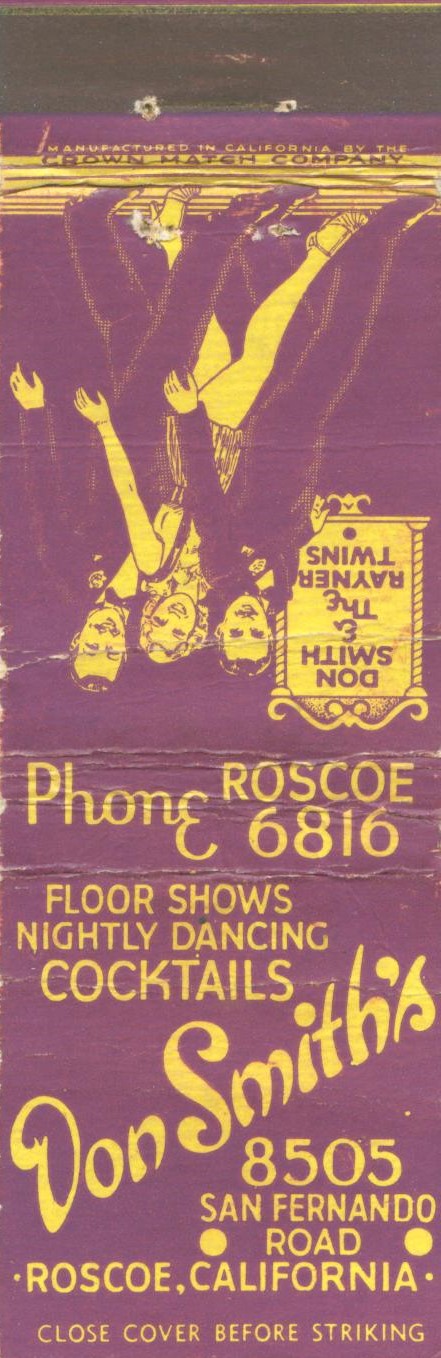 MANUFACTURED IN CALIFORNIA BY THE
CROWN MATCH COMPANY
DON
SMITH
&
The
RAYNER
TWINS
Phone ROSCOE
6816
FLOOR SHOWS
NIGHTLY DANCING
COCKTAILS
Don Smith's
8505
SAN FERNANDO
ROAD
·ROSCOE, CALIFORNIA·
CLOSE COVER BEFORE STRIKING